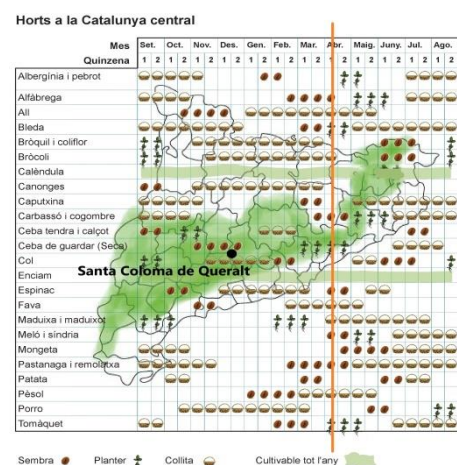 Horts a la Catalunya central
Mes Set. Oct. Nov. Des. Gen. Feb. Mar. Abr. Maig. Juny. Jul. Ago.
Quinzena 1 2 1 2 1 2 1 2 1 2 1 2 1 2 1 2 1 2 1 2 1 2 1 2
Albergínia i pebrot
Alfàbrega
All
Bleda
Bròquil i coliflor
Bròcoli
Calèndula
Canonges
Caputxina
Carbassó i cogombre
Ceba tendra i calçot
Ceba de guardar (Seca)
Col
Santa Coloma de Queralt
Enciam
Espinac
Fava
Maduixa i maduixot
Meló i síndria
Mongeta
Pastanaga i remolatxa
Patata
Pèsol
Porro
Tomàquet
Sembra Planter Collita Cultivable tot l'any